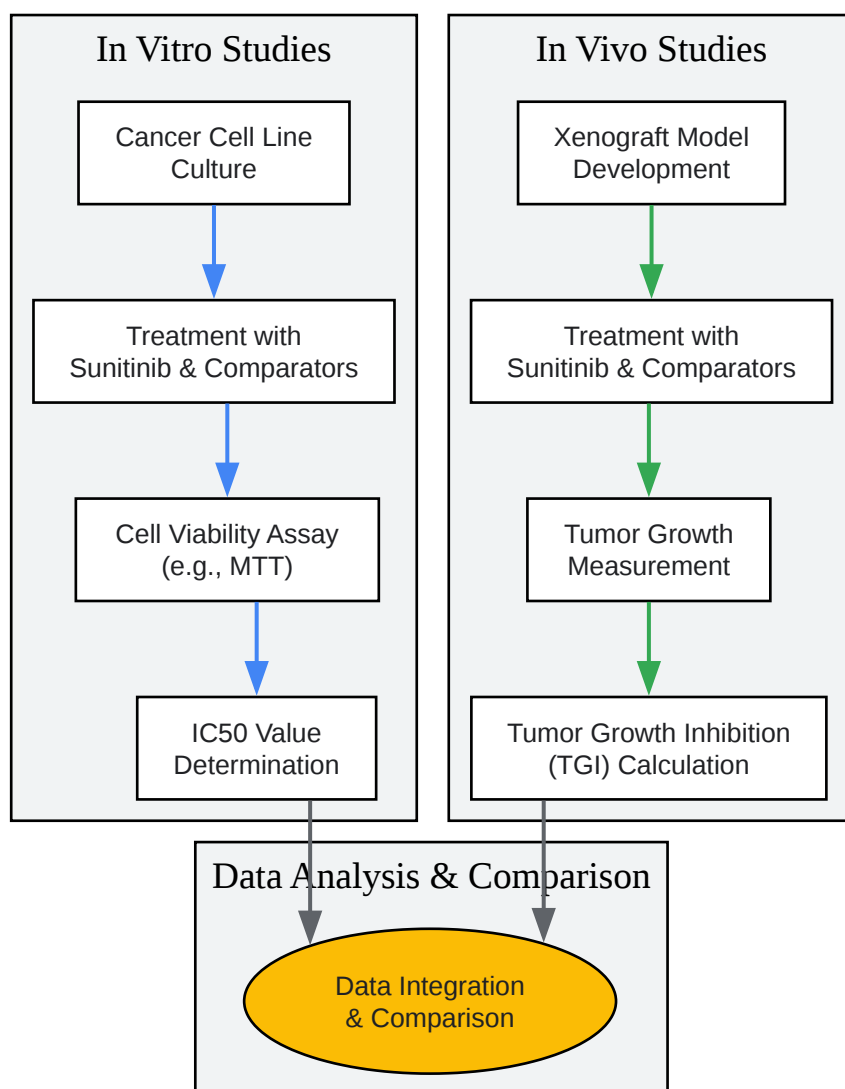 In Vitro Studies
Cancer Cell Line
Culture
Treatment with
Sunitinib & Comparators
Cell Viability Assay
(e.g., MTT)
IC50 Value
Determination
In Vivo Studies
Xenograft Model
Development
Treatment with
Sunitinib & Comparators
Tumor Growth
Measurement
Tumor Growth Inhibition
(TGI) Calculation
Data Analysis & Comparison
Data Integration
& Comparison